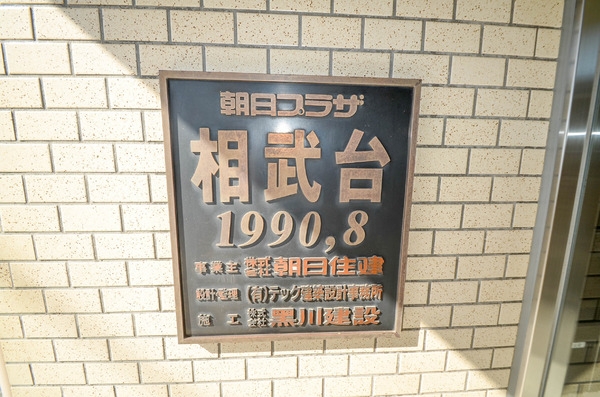 朝日プラザ
相武台
1990,8
事業主 株式会社 朝日住建
設計監理 (有)テック建築設計事務所
施工 株式会社 黒川建設